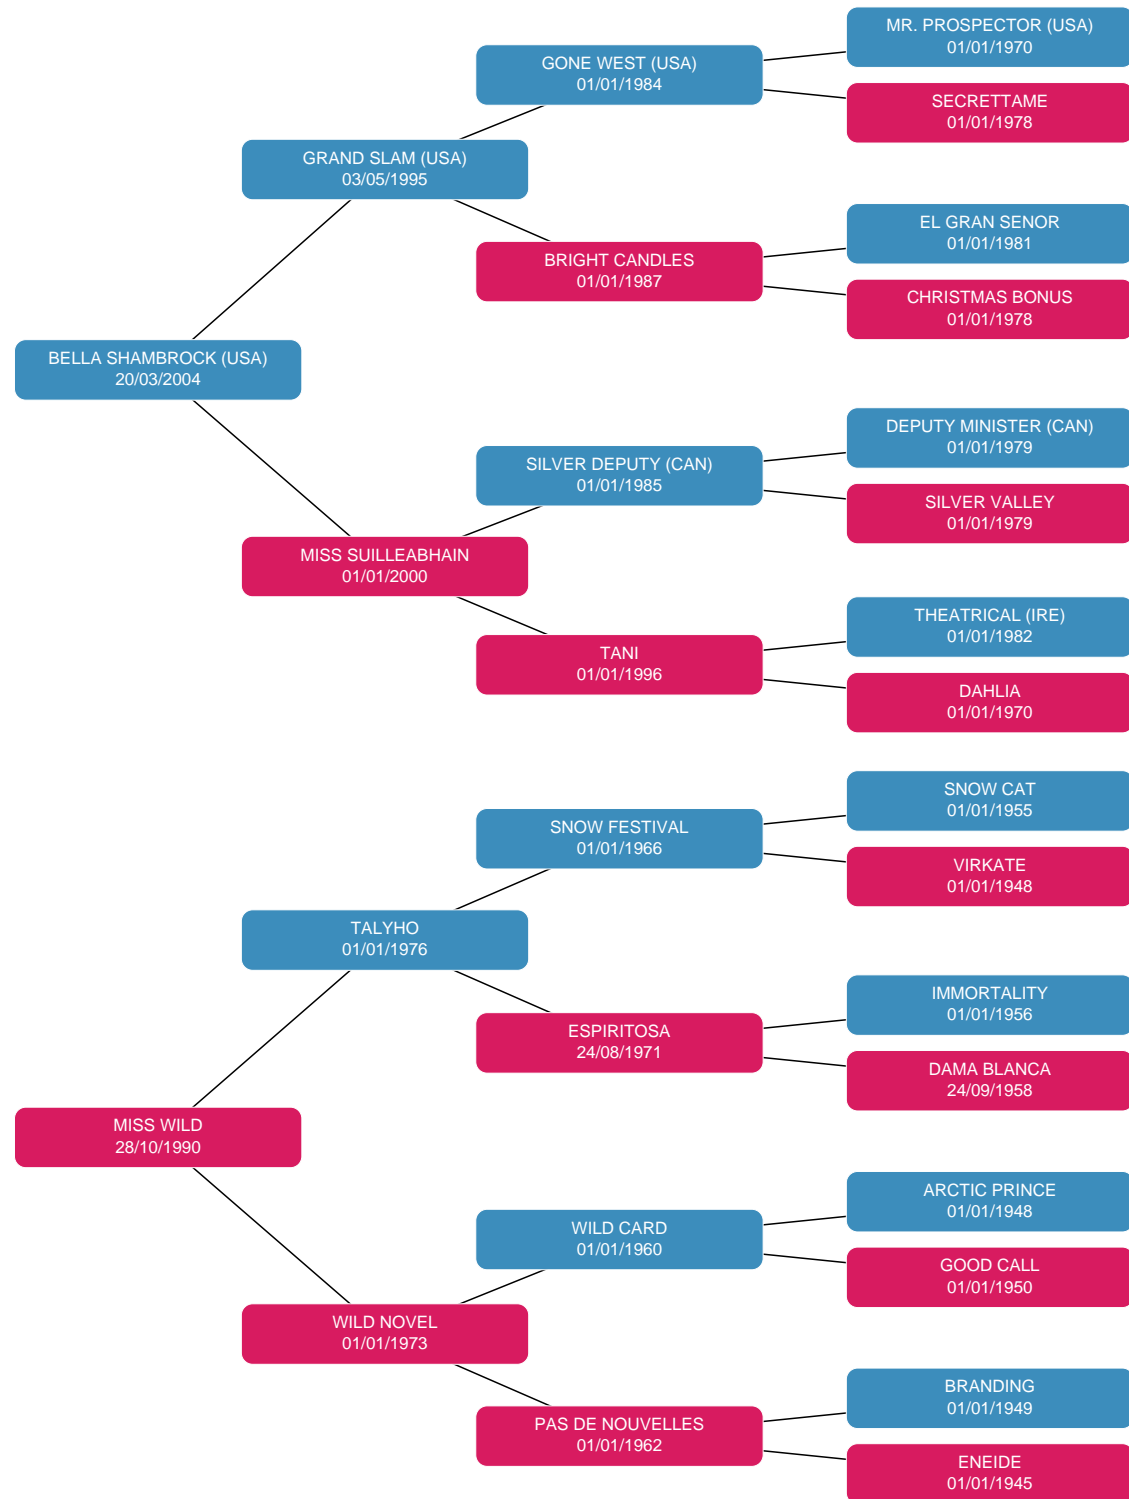 MR. PROSPECTOR (USA)
01/01/1970
GONE WEST (USA)
01/01/1984
SECRETTAME
01/01/1978
GRAND SLAM (USA)
03/05/1995
EL GRAN SENOR
01/01/1981
BRIGHT CANDLES
01/01/1987
CHRISTMAS BONUS
01/01/1978
BELLA SHAMBROCK (USA)
20/03/2004
DEPUTY MINISTER (CAN)
01/01/1979
SILVER DEPUTY (CAN)
01/01/1985
SILVER VALLEY
01/01/1979
MISS SUILLEABHAIN
01/01/2000
THEATRICAL (IRE)
01/01/1982
TANI
01/01/1996
DAHLIA
01/01/1970
SNOW CAT
01/01/1955
SNOW FESTIVAL
01/01/1966
VIRKATE
01/01/1948
TALYHO
01/01/1976
IMMORTALITY
01/01/1956
ESPIRITOSA
24/08/1971
DAMA BLANCA
24/09/1958
MISS WILD
28/10/1990
ARCTIC PRINCE
01/01/1948
WILD CARD
01/01/1960
GOOD CALL
01/01/1950
WILD NOVEL
01/01/1973
BRANDING
01/01/1949
PAS DE NOUVELLES
01/01/1962
ENEIDE
01/01/1945